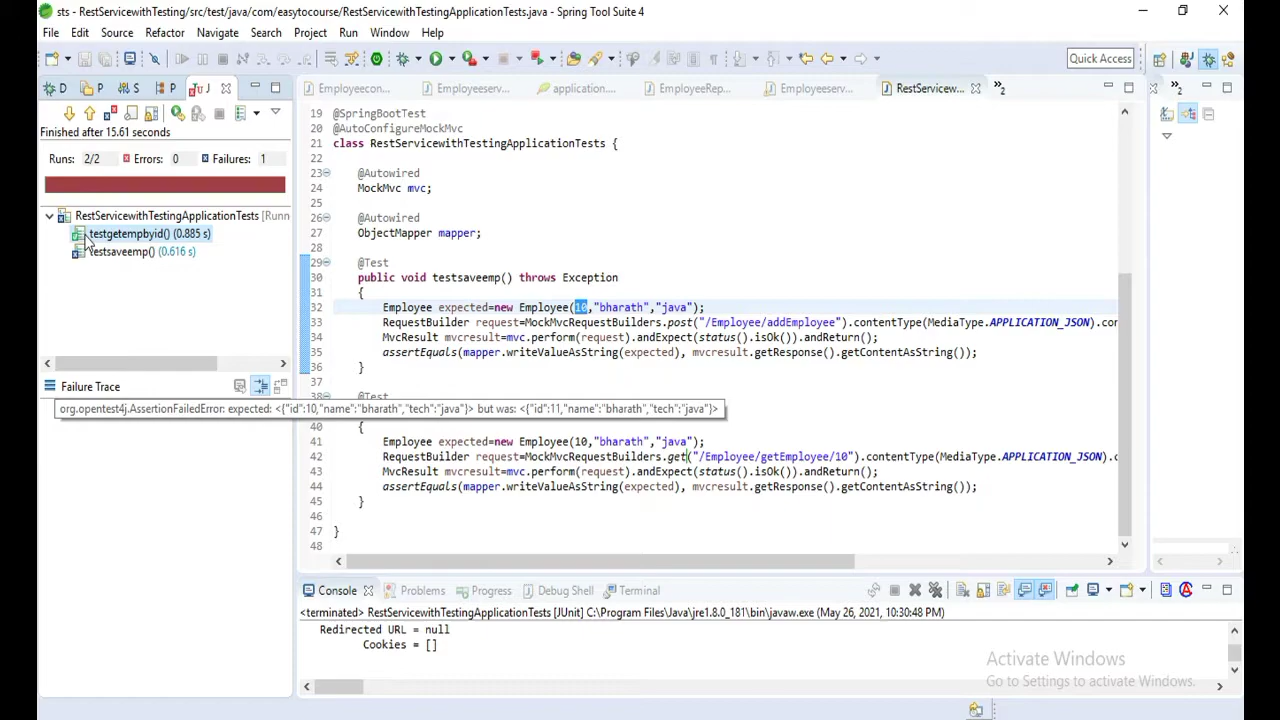 sts - RestServicewithTesting/src/test/java/com/easytocourse/RestServicewithTestingApplicationTests.java - Spring Tool Suite 4
File Edit Source Refactor Navigate Search Project Run Window Help
Quick Access
D P S P J
Employeecon... Employeeserv... application.... EmployeeRep... Employeeserv... RestServicew... »2 »2
Finished after 15.61 seconds
Runs: 2/2 Errors: 0 Failures: 1
RestServicewithTestingApplicationTests [Runn
testgetempbyid() (0.885 s)
testsaveemp() (0.616 s)
Failure Trace
19 @SpringBootTest
20 @AutoConfigureMockMvc
21 class RestServicewithTestingApplicationTests {
22
23 @Autowired
24 MockMvc mvc;
25
26 @Autowired
27 ObjectMapper mapper;
28
29 @Test
30 public void testsaveemp() throws Exception
31 {
32 Employee expected=new Employee(10,"bharath","java");
33 RequestBuilder request=MockMvcRequestBuilders.post("/Employee/addEmployee").contentType(MediaType.APPLICATION_JSON).con
34 MvcResult mvcresult=mvc.perform(request).andExpect(status().isOk()).andReturn();
35 assertEquals(mapper.writeValueAsString(expected), mvcresult.getResponse().getContentAsString());
36 }
37
38 @Test
org.opentest4j.AssertionFailedError: expected: <{"id":10,"name":"bharath","tech":"java"}> but was: <{"id":11,"name":"bharath","tech":"java"}>
40 {
41 Employee expected=new Employee(10,"bharath","java");
42 RequestBuilder request=MockMvcRequestBuilders.get("/Employee/getEmployee/10").contentType(MediaType.APPLICATION_JSON).c
43 MvcResult mvcresult=mvc.perform(request).andExpect(status().isOk()).andReturn();
44 assertEquals(mapper.writeValueAsString(expected), mvcresult.getResponse().getContentAsString());
45 }
46
47 }
48
Console Problems Progress Debug Shell Terminal
<terminated> RestServicewithTestingApplicationTests [JUnit] C:\Program Files\Java\jre1.8.0_181\bin\javaw.exe (May 26, 2021, 10:30:48 PM)
Redirected URL = null
Cookies = []
Activate Windows
Go to Settings to activate Windows.